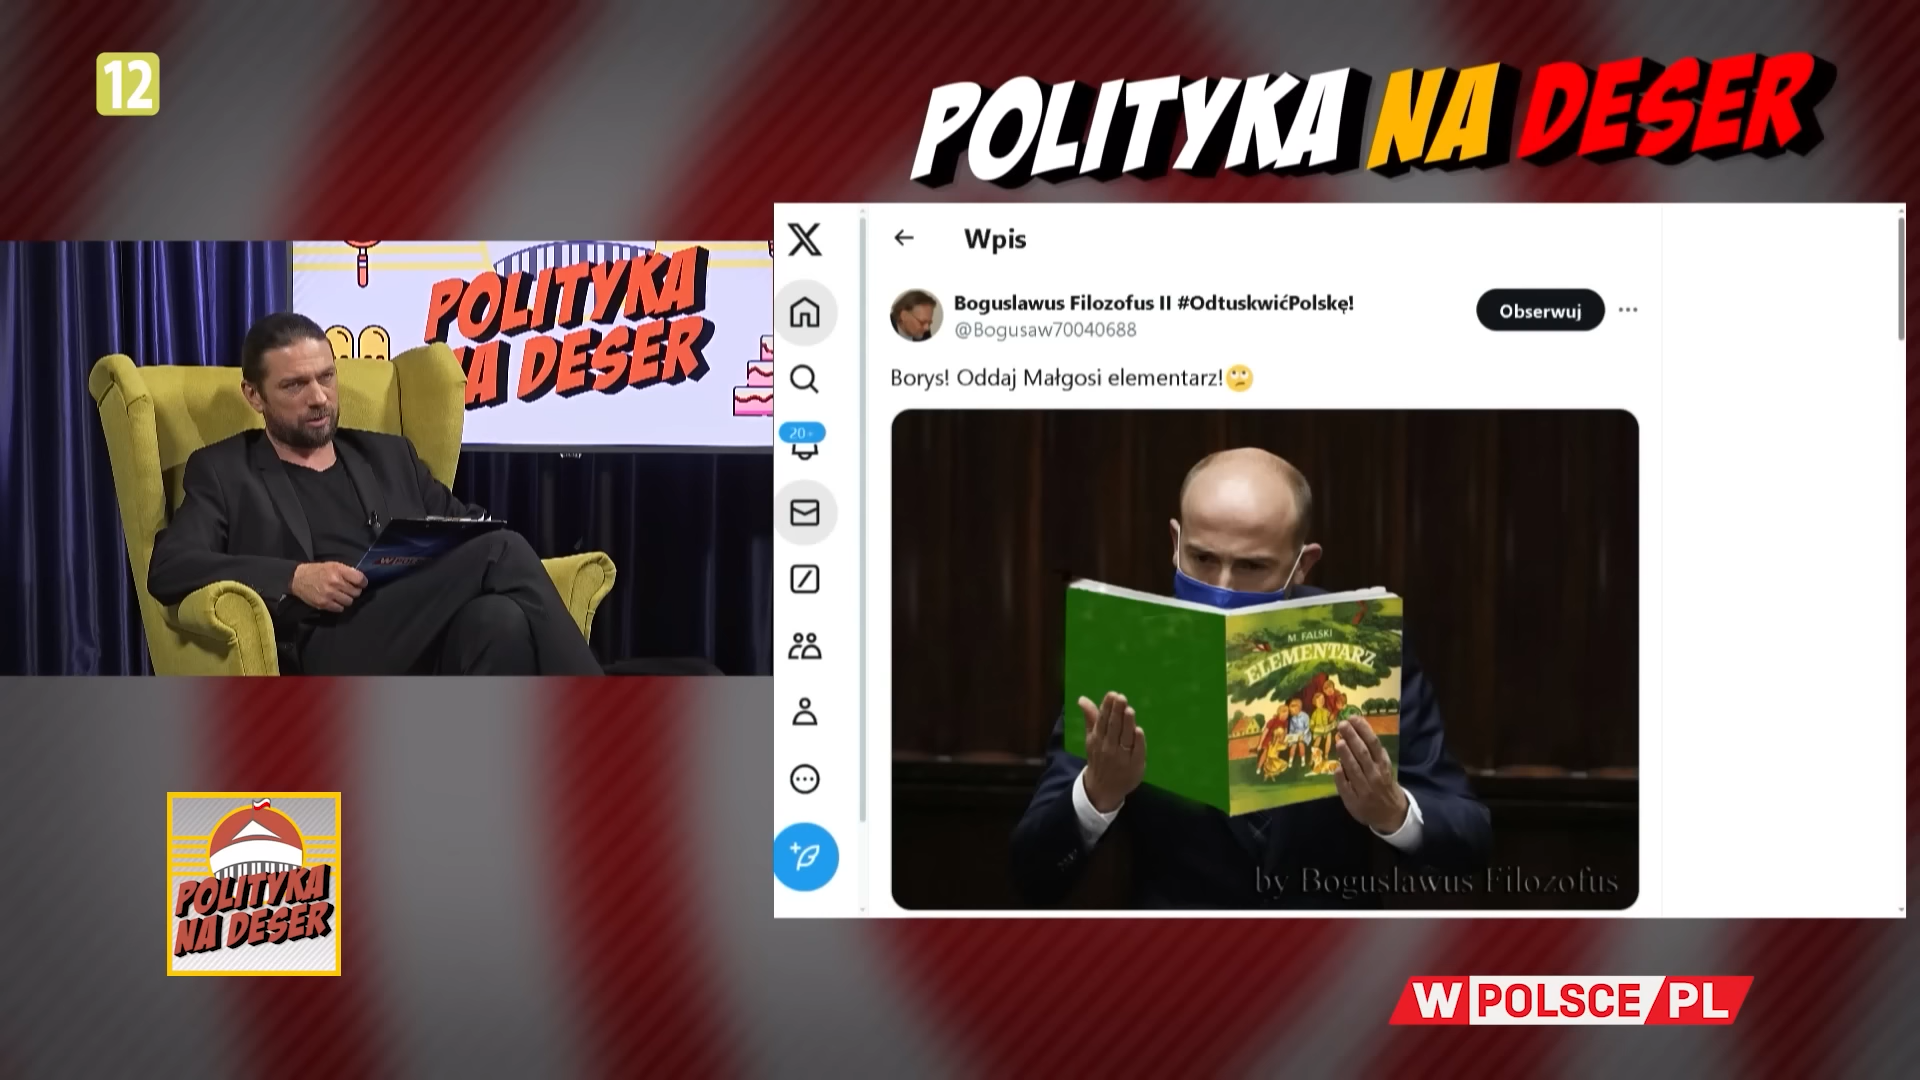 12
POLITYKA NA DESER
POLITYKA
NA DESER
Wpis
Boguslawus Filozofus II #OdtuskwićPolskę!
@Bogusaw70040688
Obserwuj
Borys! Oddaj Małgosi elementarz!🙄
20+
M. FALSKI
ELEMENTARZ
by Boguslawus Filozofus
POLITYKA
NA DESER
W POLSCE/PL